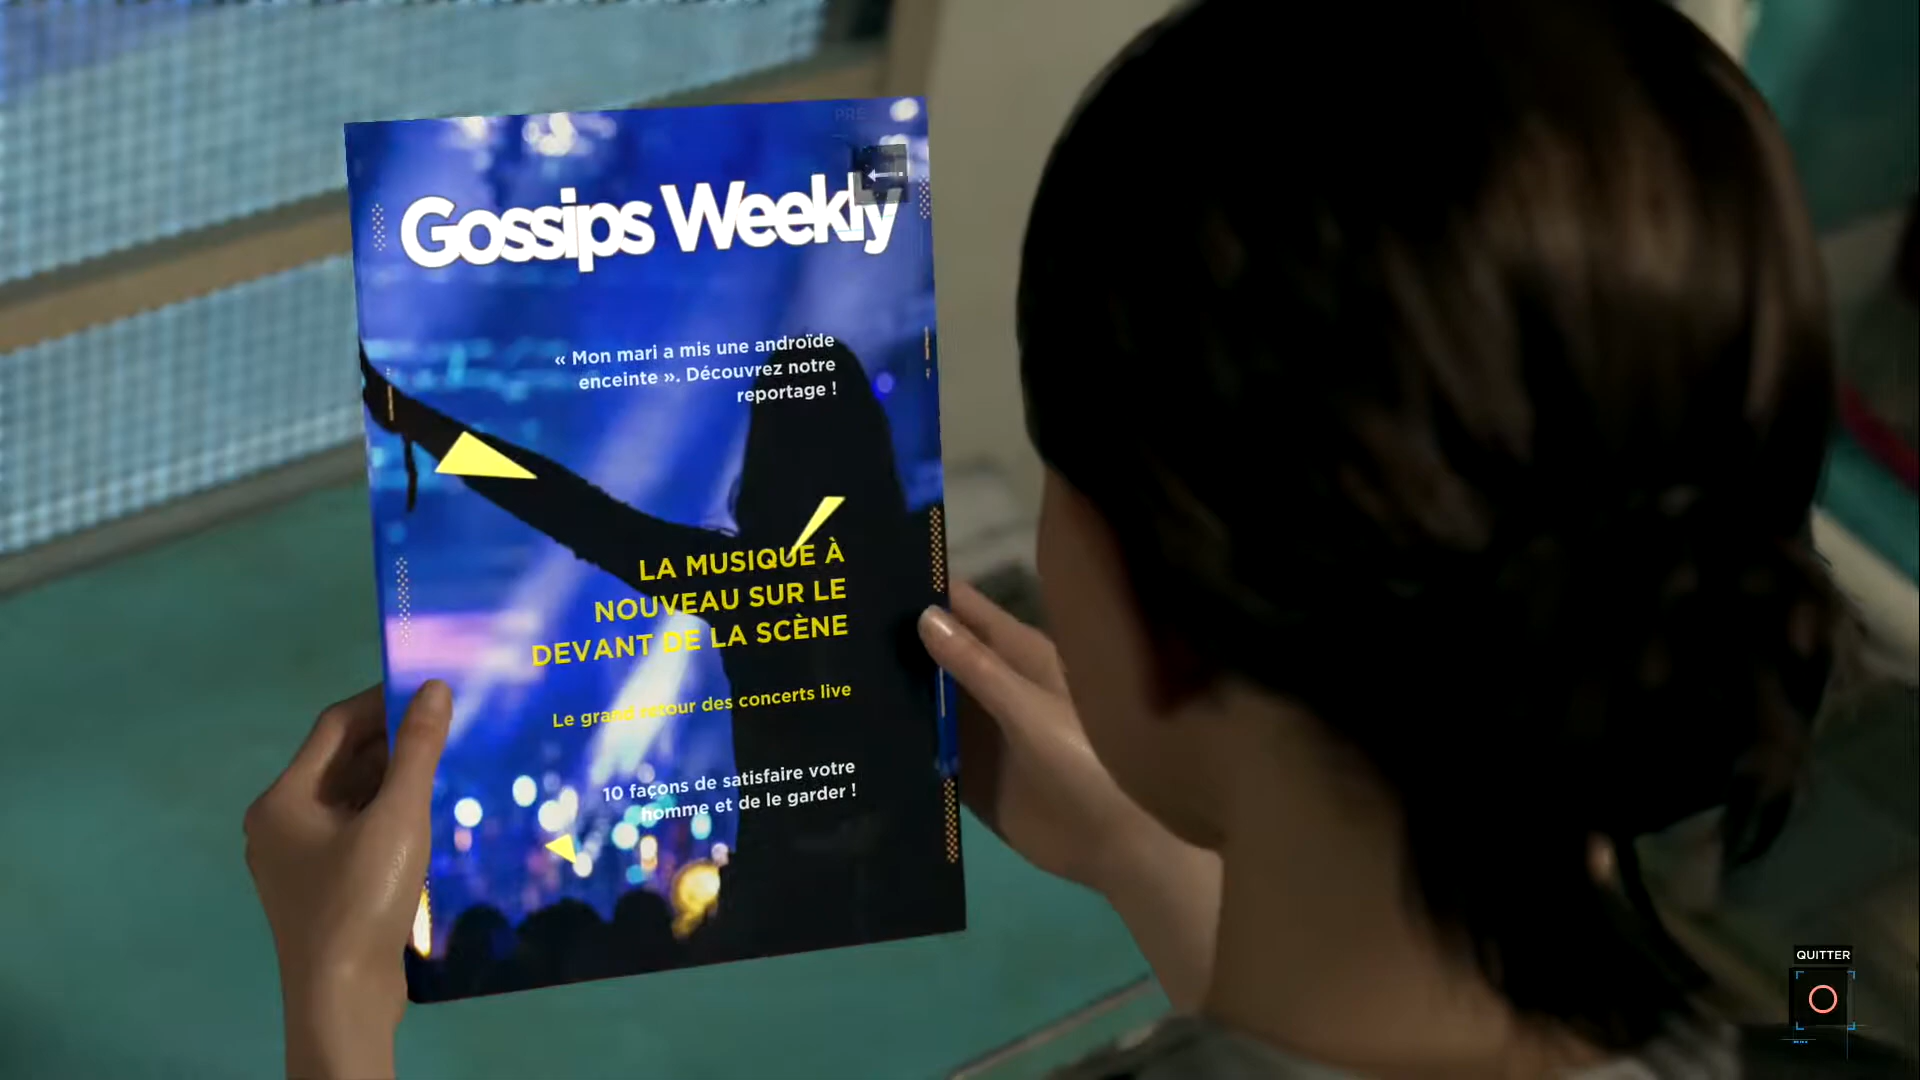 PRE
Gossips Weekly
« Mon mari a mis une androïde
enceinte ». Découvrez notre
reportage !
LA MUSIQUE À
NOUVEAU SUR LE
DEVANT DE LA SCÈNE
Le grand retour des concerts live
10 façons de satisfaire votre
homme et de le garder !
QUITTER